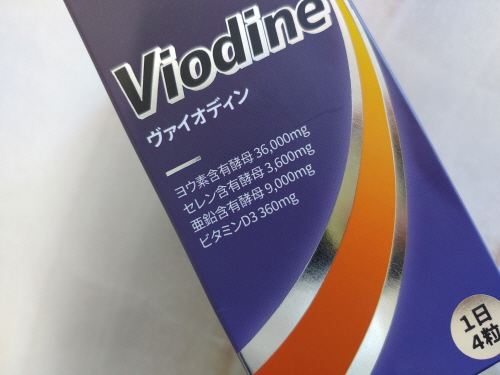 Viodine
ヴァイオディン
ヨウ素含有酵母 36,000mg
セレン含有酵母 3,600mg
亜鉛含有酵母 9,000mg
ビタミンD3 360mg
1日
4粒